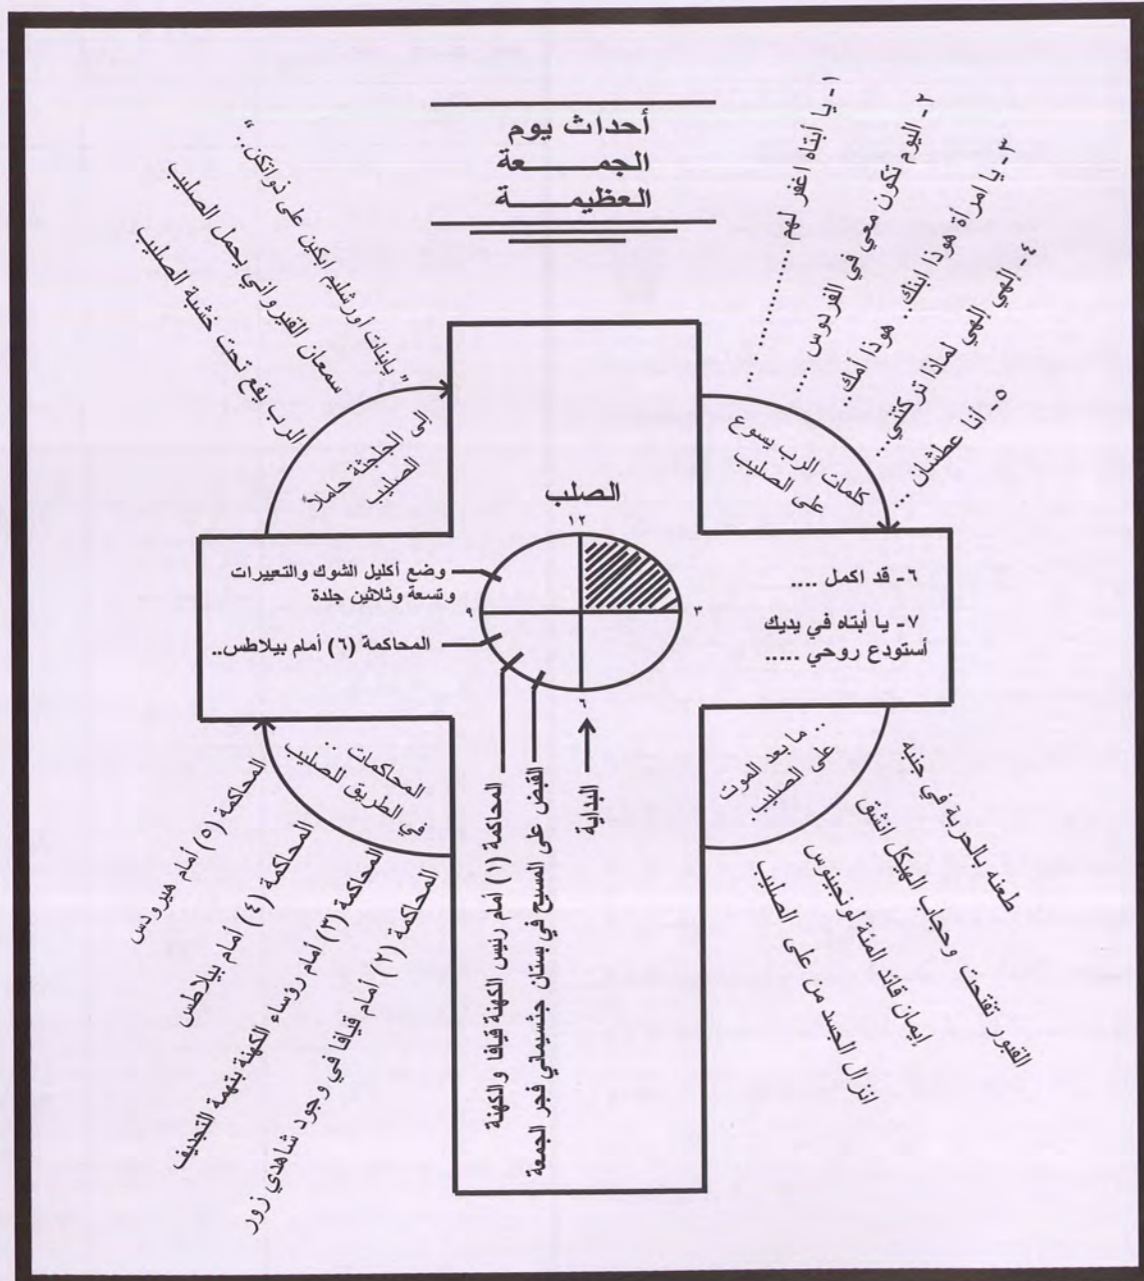 أحداث يوم
الجمـــــعة
العظيمـــــة
١- يا أبتاه اغفر لهم ............
٢- اليوم تكون معي في الفردوس .....
٣- يا امرأة هوذا ابنك.. هوذا امك..
٤- إلهي إلهي لماذا تركتني...
٥- أنا عطشان ...
كلمات الرب يسوع
على الصليب
" يابنات أورشليم ابكين على ذواتكن.."
سمعان القيرواني يحمل الصليب
الرب يقع تحت خشبة الصليب
إلى الجلجثة حاملاً
الصليب
الصلب
١٢
٣
٦
٩
وضع أكليل الشوك والتعييرات
وتسعة وثلاثين جلدة
المحاكمة (٦) أمام بيلاطس..
٦- قد اكمل ....
٧- يا أبتاه في يديك
أستودع روحي .....
البداية
القبض على المسيح في بستان جثسيماني فجر الجمعة
المحاكمة (١) أمام رئيس الكهنة قيافا والكهنة
المحاكمات ..
في الطريق للصليب
المحاكمة (٢) أمام قيافا في وجود شاهدي زور
المحاكمة (٣) أمام رؤساء الكهنة بتهمة التجديف
المحاكمة (٤) أمام بيلاطس
المحاكمة (٥) أمام هيرودس
.. ما بعد الموت
على الصليب.
طعنه بالحربة في جنبه
القبور تفتحت وحجاب الهيكل انشق
إيمان قائد المئة لونجينوس
انزال الجسد من على الصليب.